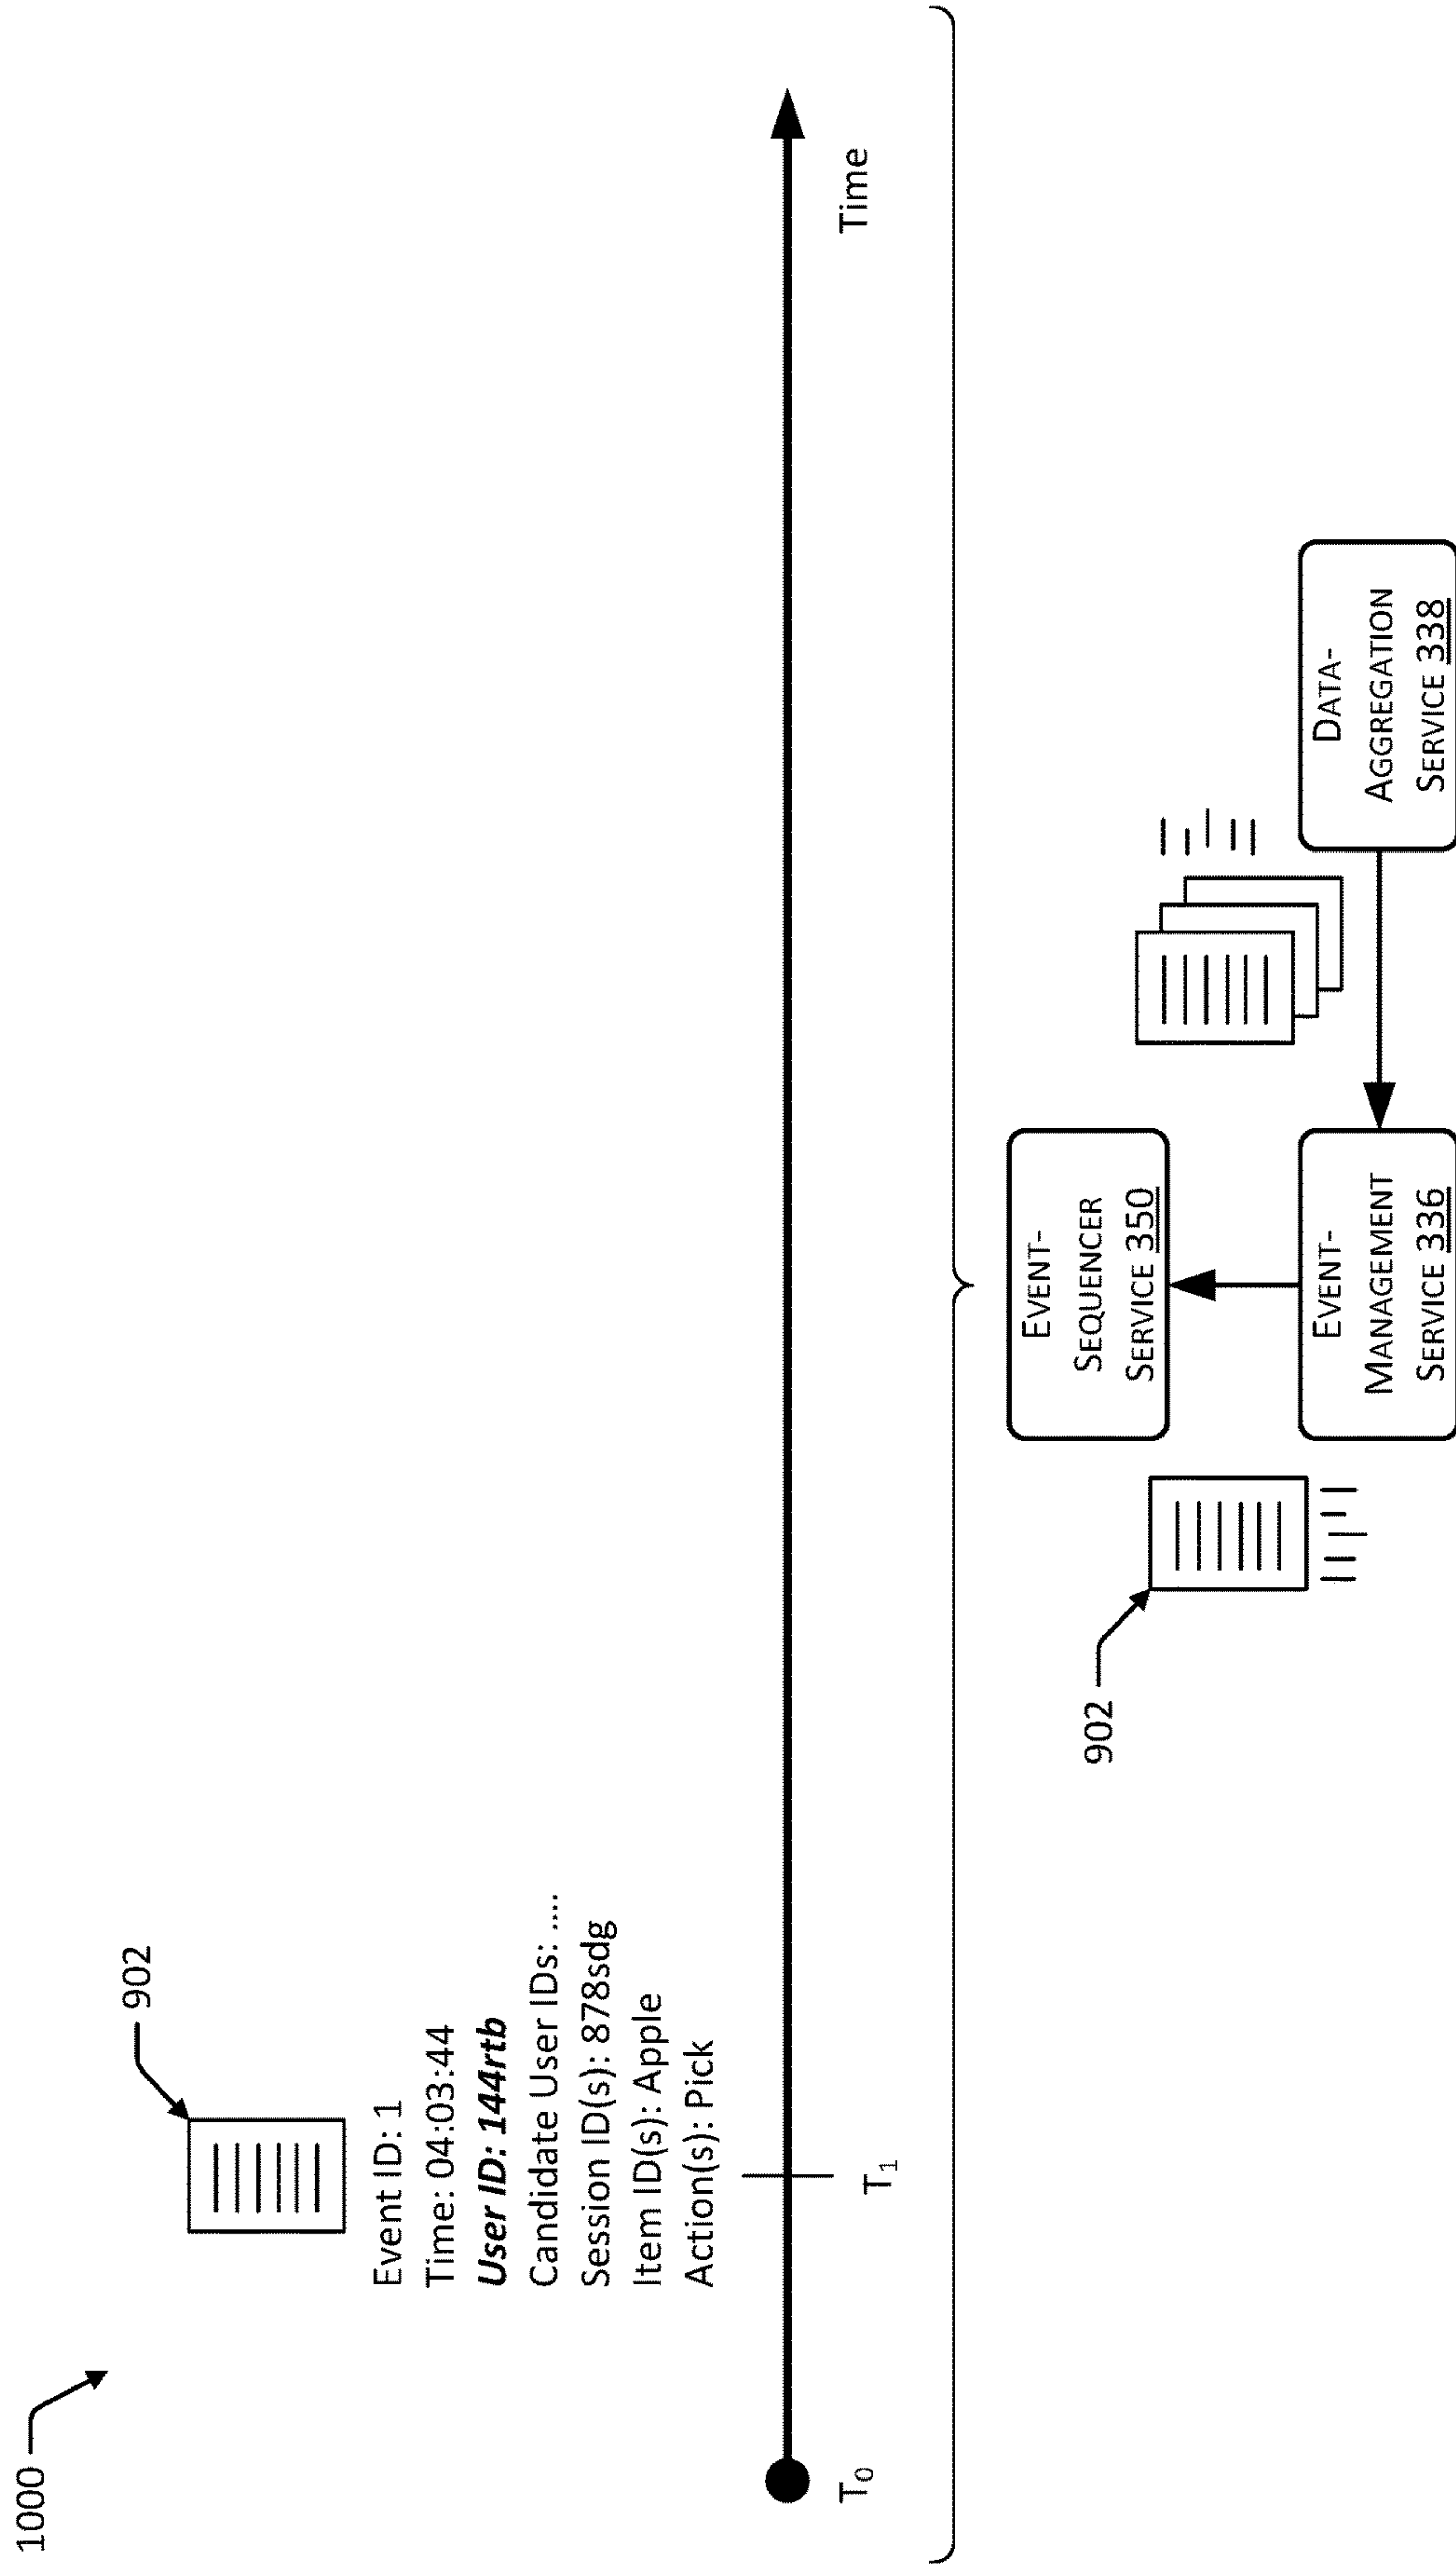 1000
902
Event ID: 1
Time: 04:03:44
User ID: 144rtb
Candidate User IDs: ....
Session ID(s): 878sdg
Item ID(s): Apple
Action(s): Pick
T0
T1
Time
902
EVENT-
SEQUENCER
SERVICE 350
EVENT-
MANAGEMENT
SERVICE 336
DATA-
AGGREGATION
SERVICE 338